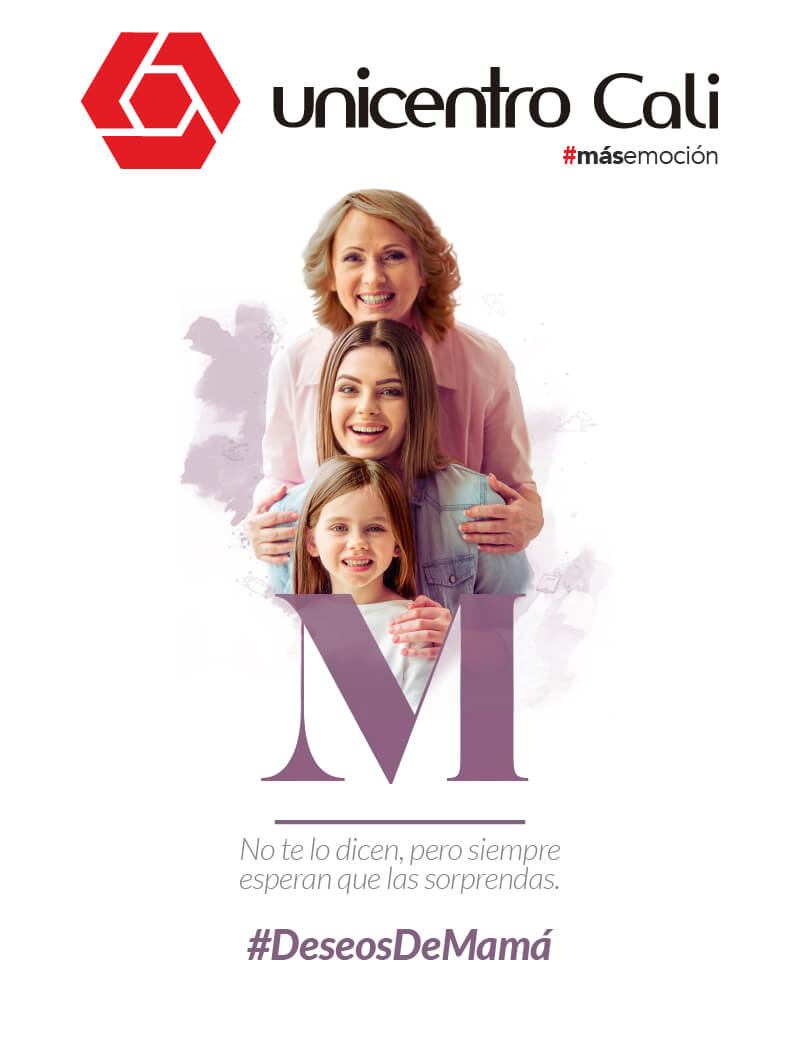 unicentro Cali
#másemoción
M
No te lo dicen, pero siempre
esperan que las sorprendas.
#DeseosDeMamá